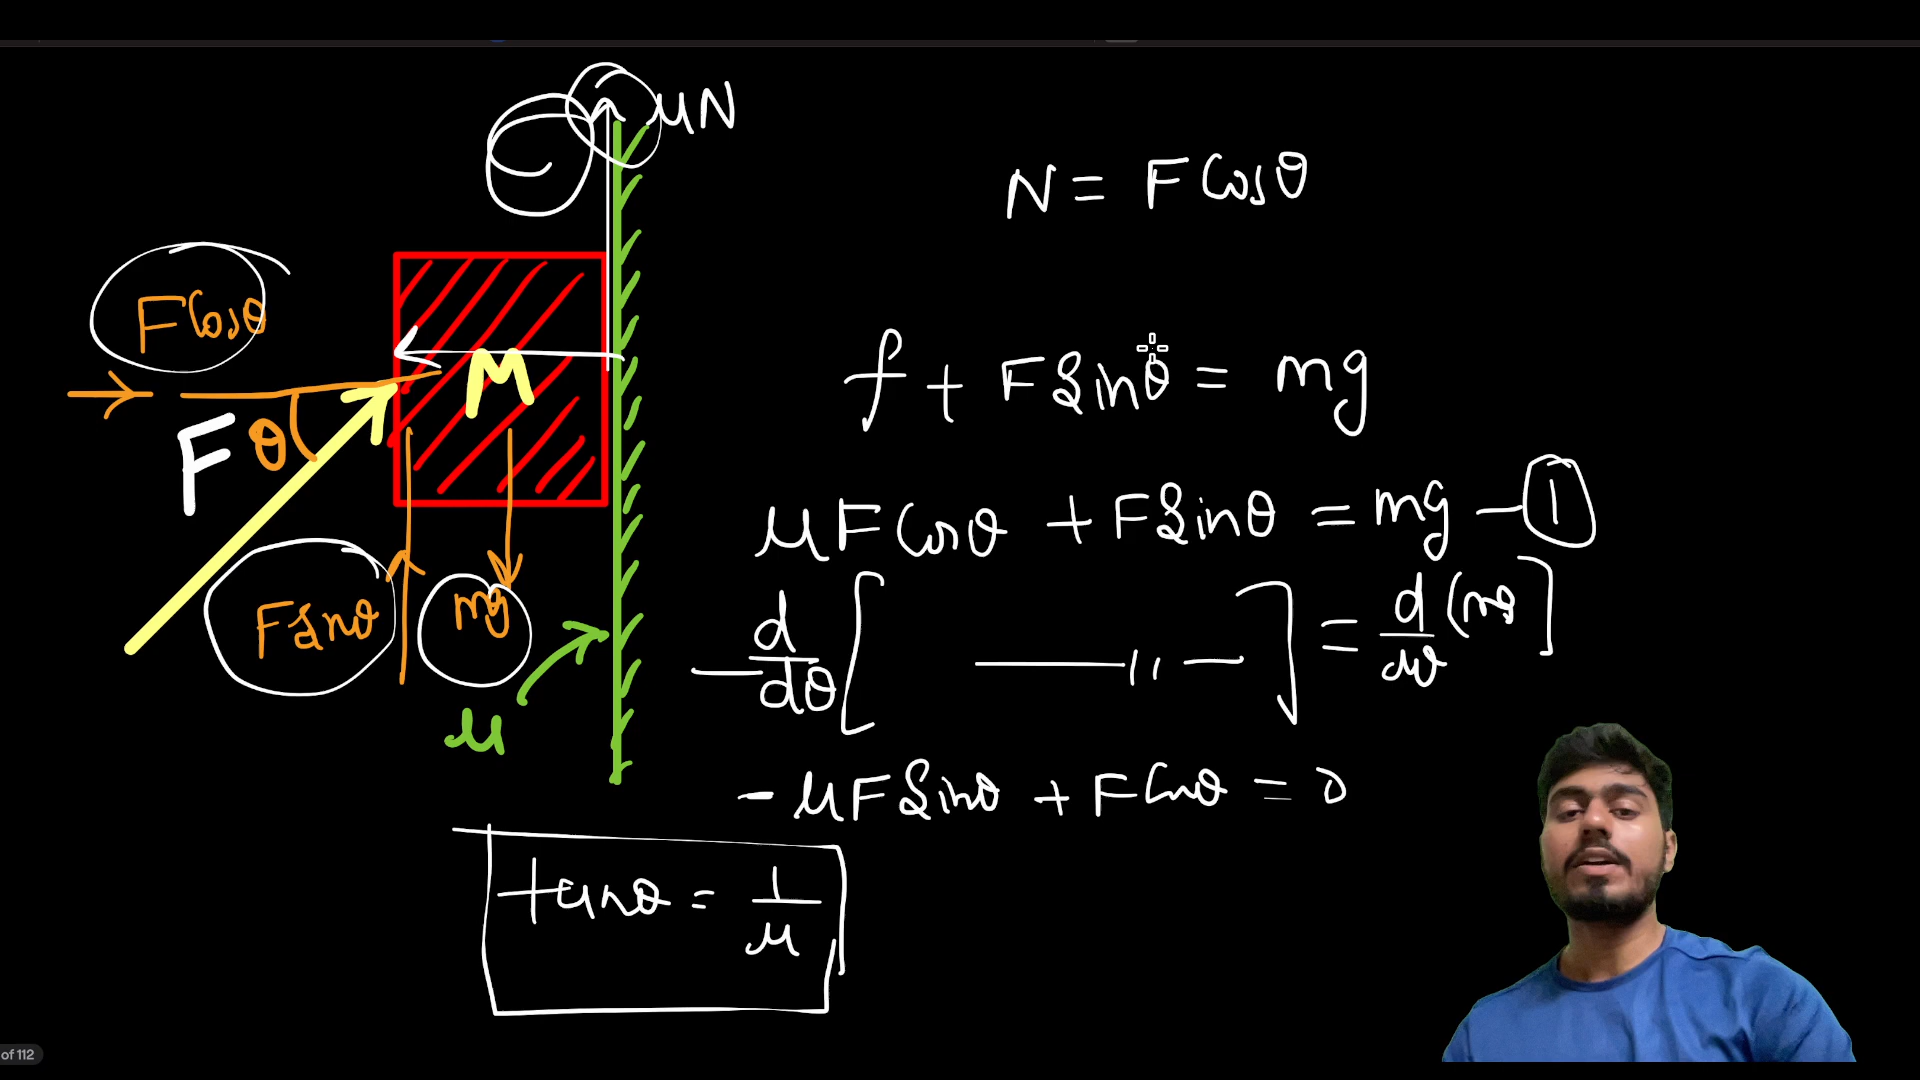 μN
N = F Cosθ
F Cosθ
f + F Sinθ = mg
M
F θ
μF Cosθ + F Sinθ = mg - 1
F Sinθ
mg
d/dθ [ —— 〃 — ] = d/dθ (mg)]
μ
- μF Sinθ + F Cosθ = 0
tanθ = 1/μ
of 112